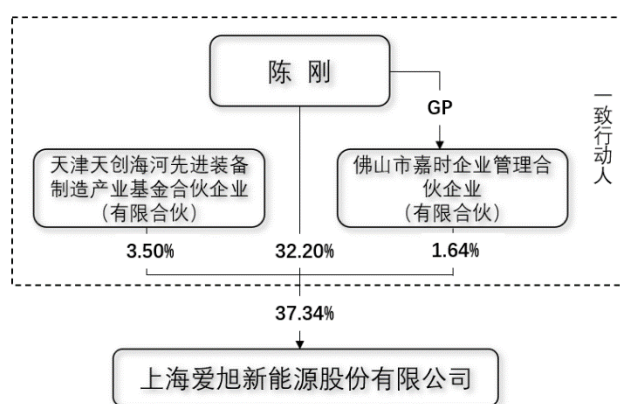 陈 刚
GP
一致行动人
天津天创海河先进装备
制造产业基金合伙企业
（有限合伙）
佛山市嘉时企业管理合
伙企业
（有限合伙）
3.50%
32.20%
1.64%
37.34%
上海爱旭新能源股份有限公司